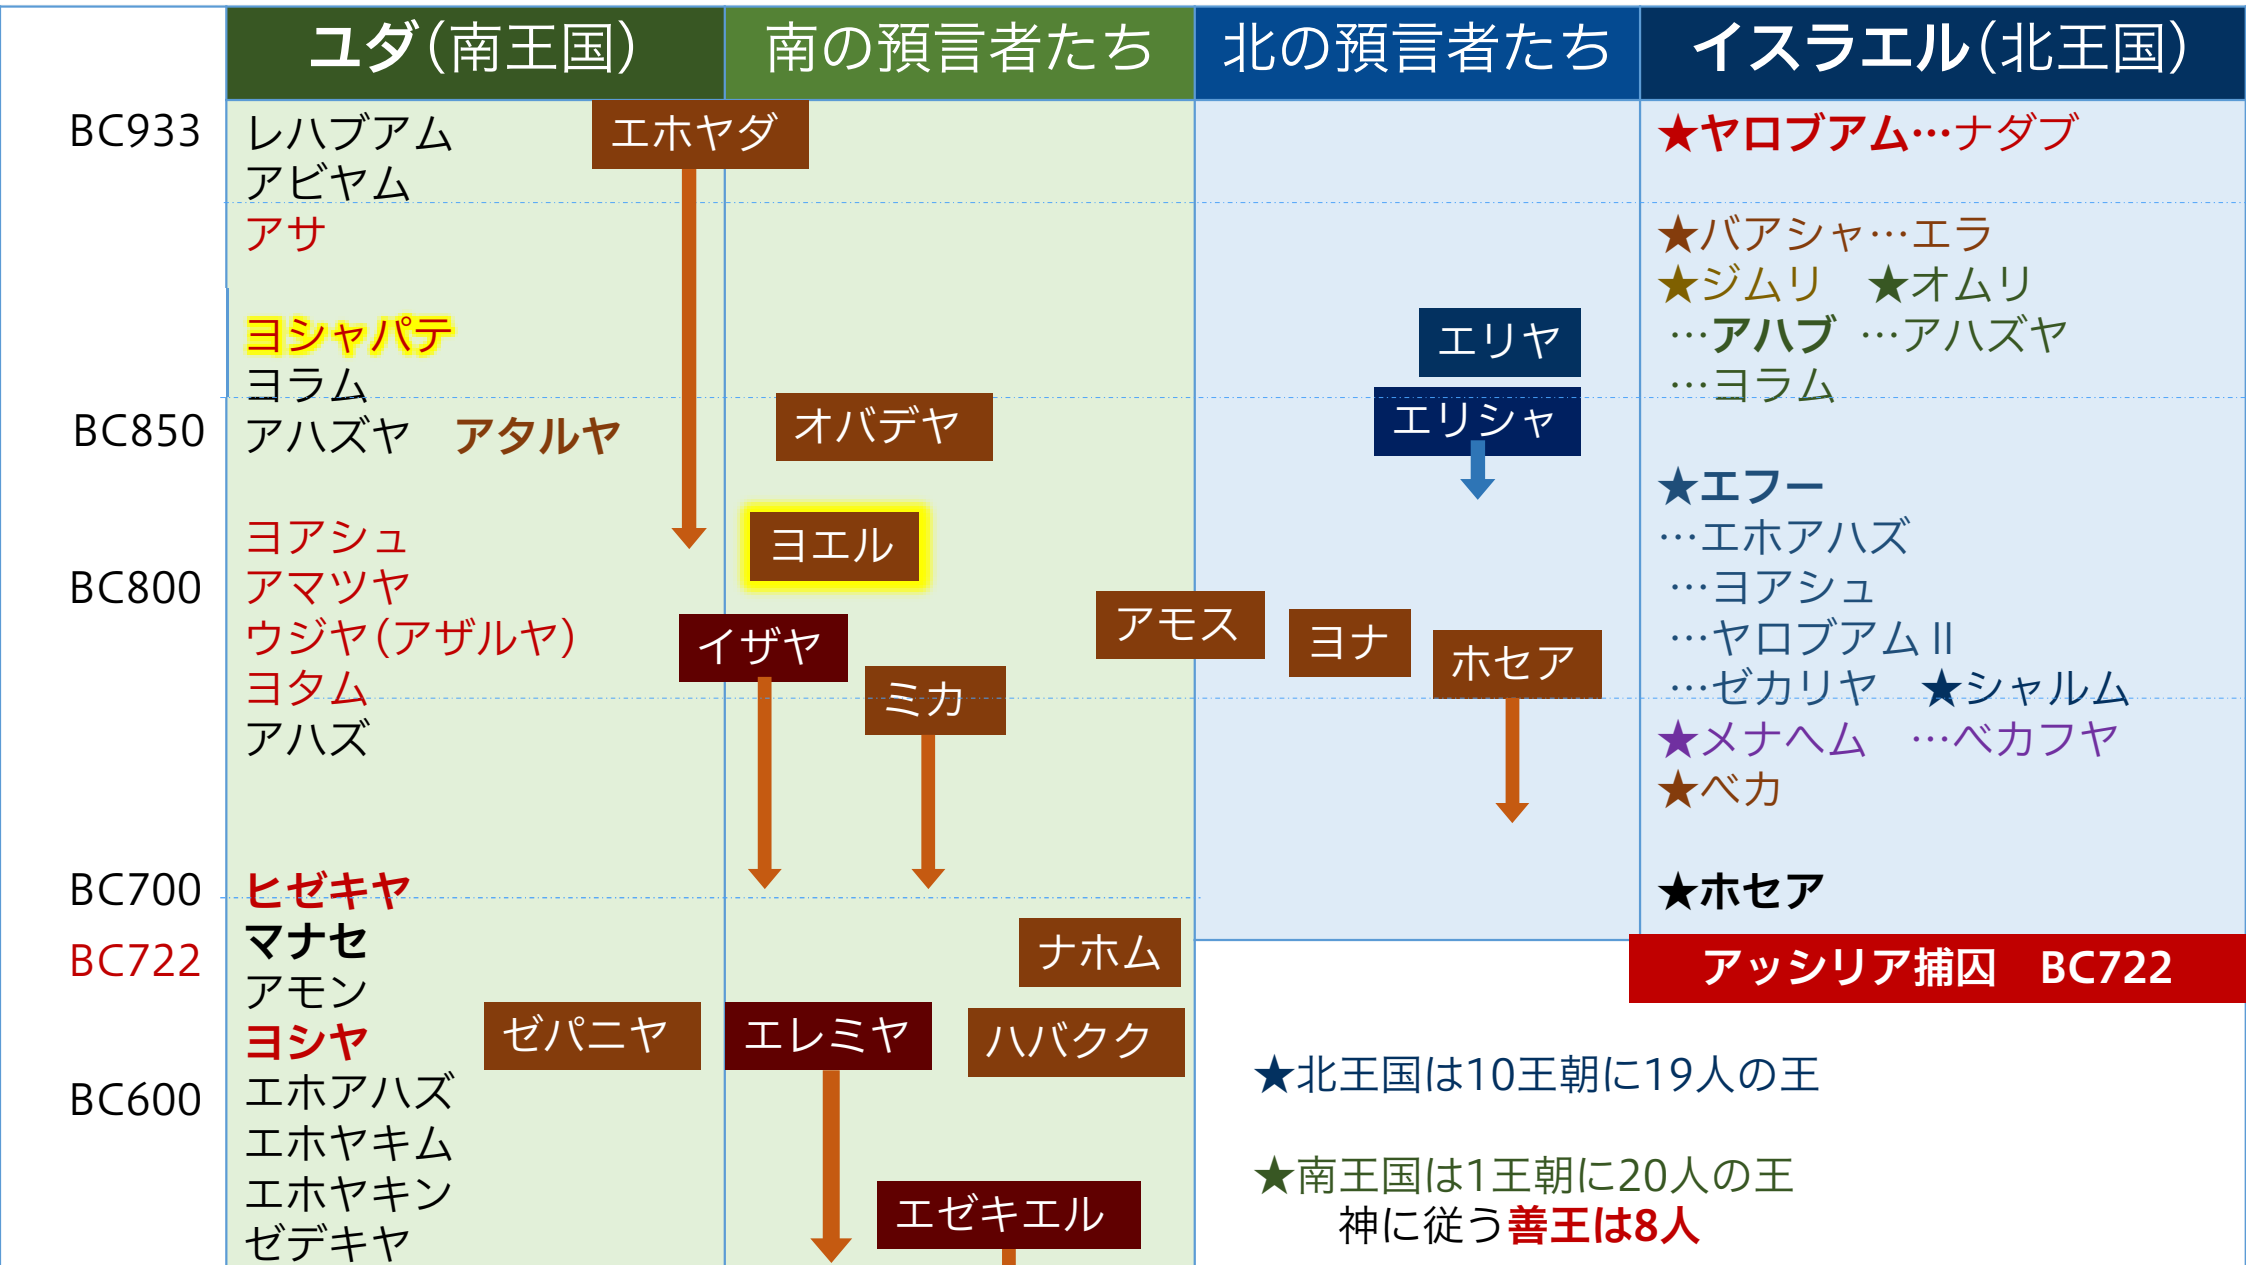 ユダ(南王国)
南の預言者たち
北の預言者たち
イスラエル(北王国)
BC933
レハブアム
エホヤダ
★ヤロブアム…ナダブ
アビヤム
アサ
★バアシャ…エラ
★ジムリ ★オムリ
ヨシャパテ
エリヤ
…アハブ …アハズヤ
ヨラム
…ヨラム
BC850
アハズヤ アタルヤ
オバデヤ
エリシャ
★エフー
ヨアシュ
ヨエル
…エホアハズ
BC800
アマツヤ
…ヨアシュ
ウジヤ(アザルヤ)
イザヤ
アモス
ヨナ
ホセア
…ヤロブアムⅡ
ヨタム
ミカ
…ゼカリヤ ★シャルム
アハズ
★メナヘム …ペカフヤ
★ペカ
BC700
ヒゼキヤ
★ホセア
BC722
マナセ
ナホム
アッシリア捕囚 BC722
アモン
ヨシヤ
ゼパニヤ
エレミヤ
ハバクク
★北王国は10王朝に19人の王
BC600
エホアハズ
エホヤキム
★南王国は1王朝に20人の王
エホヤキン
エゼキエル
神に従う善王は8人
ゼデキヤ